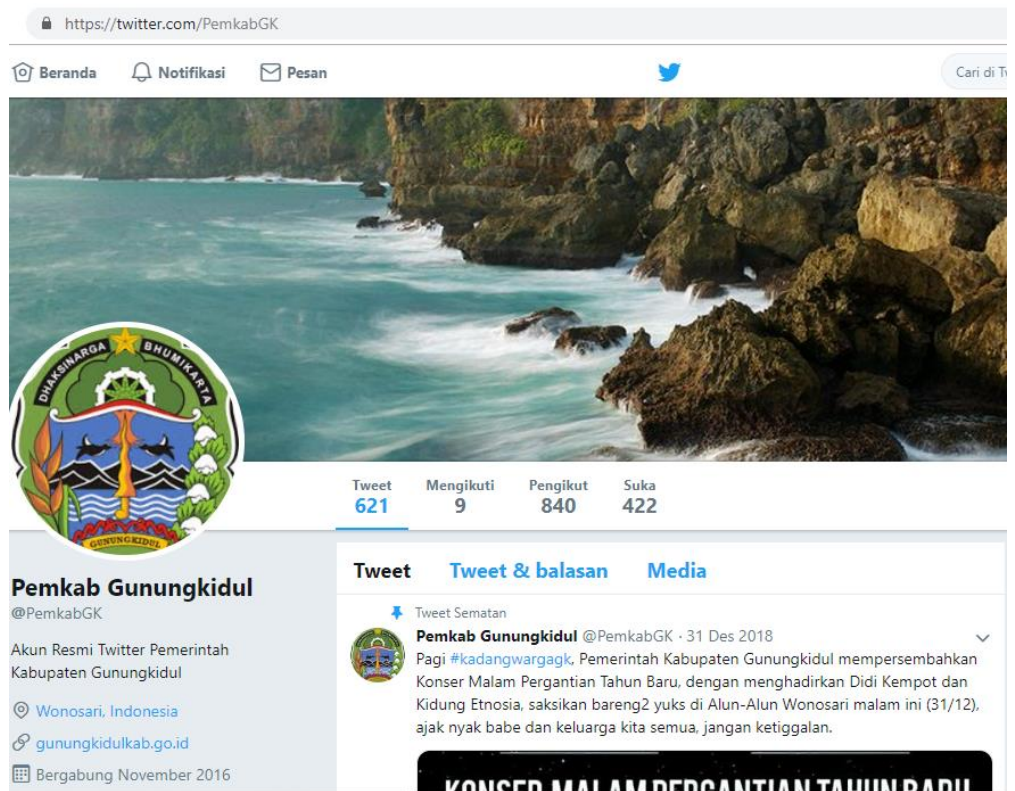 https://twitter.com/PemkabGK
Beranda Notifikasi Pesan
Cari di
DHAKSINARGA BHUMIKARTA
GUNUNGKIDUL
Tweet Mengikuti Pengikut Suka
621 9 840 422
Pemkab Gunungkidul
@PemkabGK
Akun Resmi Twitter Pemerintah
Kabupaten Gunungkidul
Wonosari, Indonesia
gunungkidulkab.go.id
Bergabung November 2016
Tweet Tweet & balasan Media
Tweet Sematan
Pemkab Gunungkidul @PemkabGK · 31 Des 2018
Pagi #kadangwargagk, Pemerintah Kabupaten Gunungkidul mempersembahkan
Konser Malam Pergantian Tahun Baru, dengan menghadirkan Didi Kempot dan
Kidung Etnosia, saksikan bareng2 yuks di Alun-Alun Wonosari malam ini (31/12),
ajak nyak babe dan keluarga kita semua, jangan ketiggalan.
KONSER MALAM PERGANTIAN TAHUN BARU